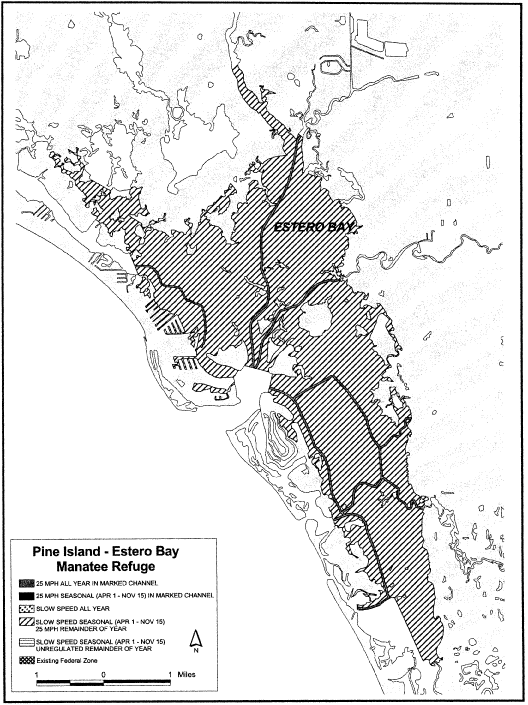 ESTERO BAY
Pine Island - Estero Bay
Manatee Refuge
25 MPH ALL YEAR IN MARKED CHANNEL
25 MPH SEASONAL (APR 1 - NOV 15) IN MARKED CHANNEL
SLOW SPEED ALL YEAR
SLOW SPEED SEASONAL (APR 1 - NOV 15)
25 MPH REMAINDER OF YEAR
SLOW SPEED SEASONAL (APR 1 - NOV 15)
UNREGULATED REMAINDER OF YEAR
Existing Federal Zone
N
1 0 1 Miles